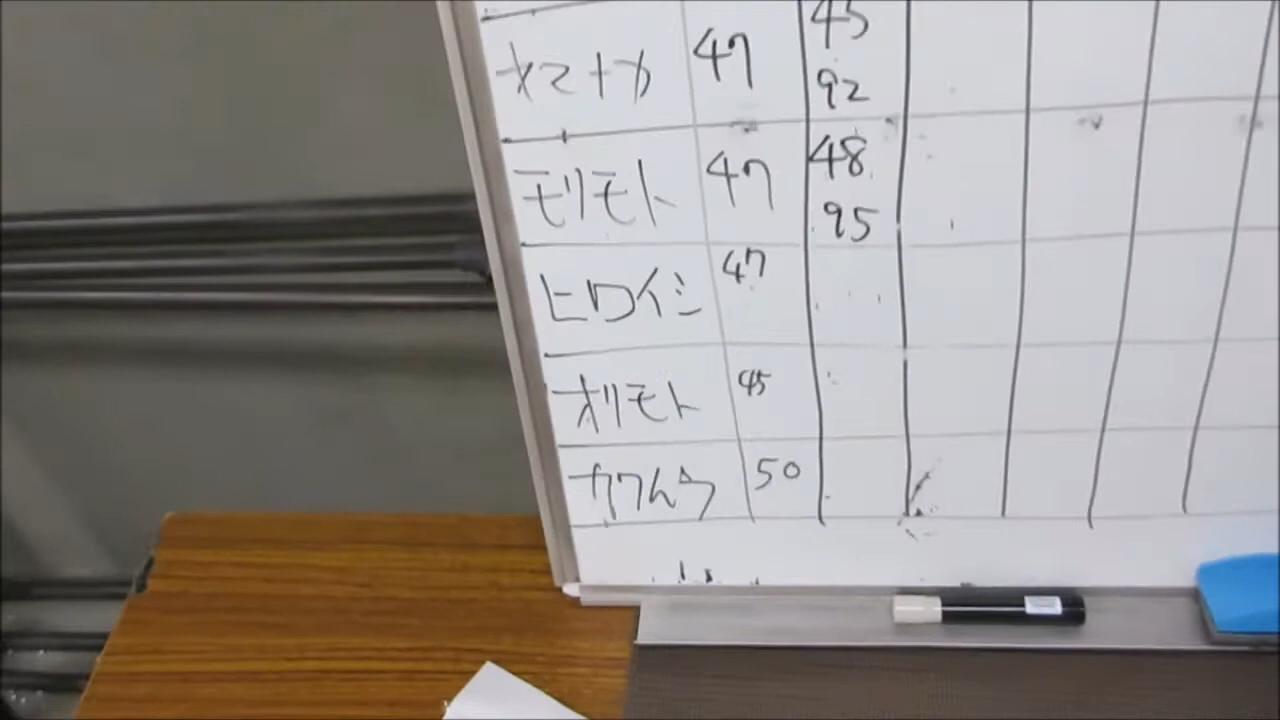 ヤマナカ 47 45
92
モリモト 47 48
95
ヒロイシ 47
オリモト 45
カワムラ 50